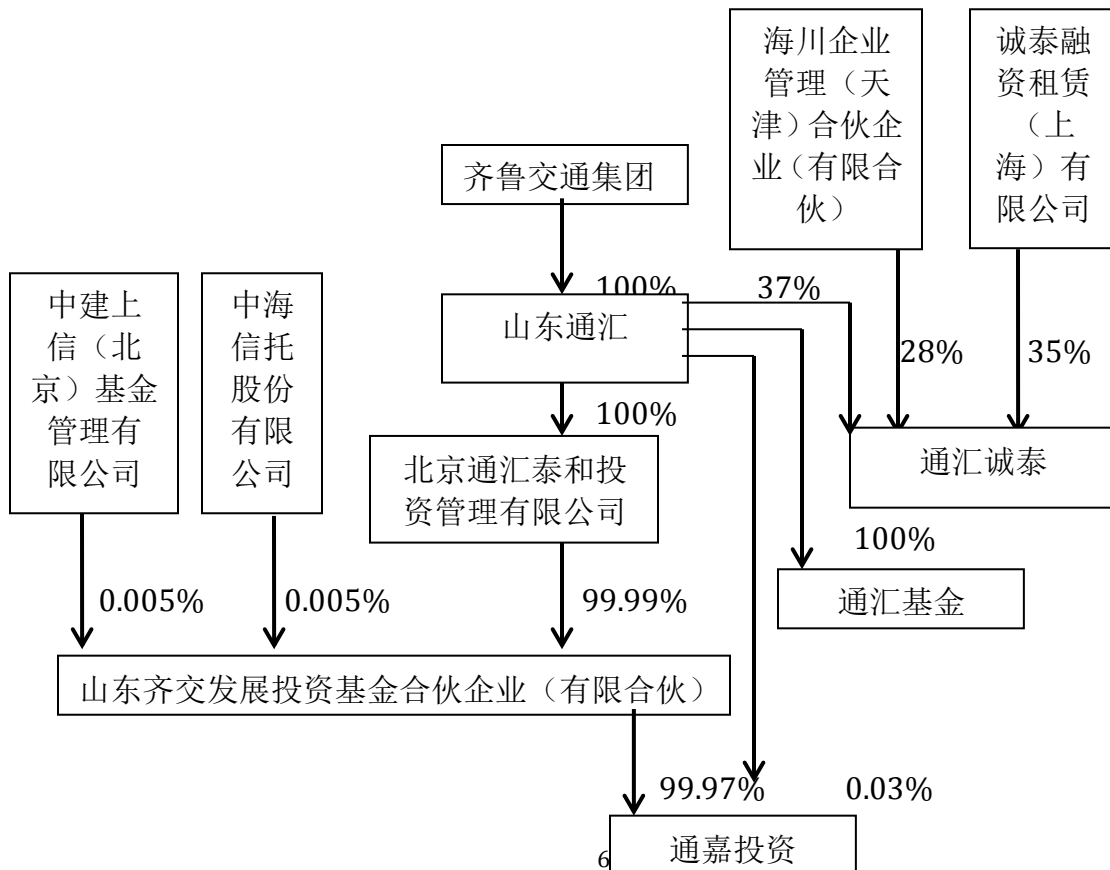 海川企业
管理（天
津）合伙企
业（有限合
伙）
诚泰融
资租赁
（上
海）有
限公司
齐鲁交通集团
100%
37%
中建上
信（北
京）基金
管理有
限公司
中海
信托
股份
有限
公司
山东通汇
28%
35%
100%
北京通汇泰和投
资管理有限公司
通汇诚泰
100%
通汇基金
0.005%
0.005%
99.99%
山东齐交发展投资基金合伙企业（有限合伙）
99.97%
0.03%
通嘉投资
6